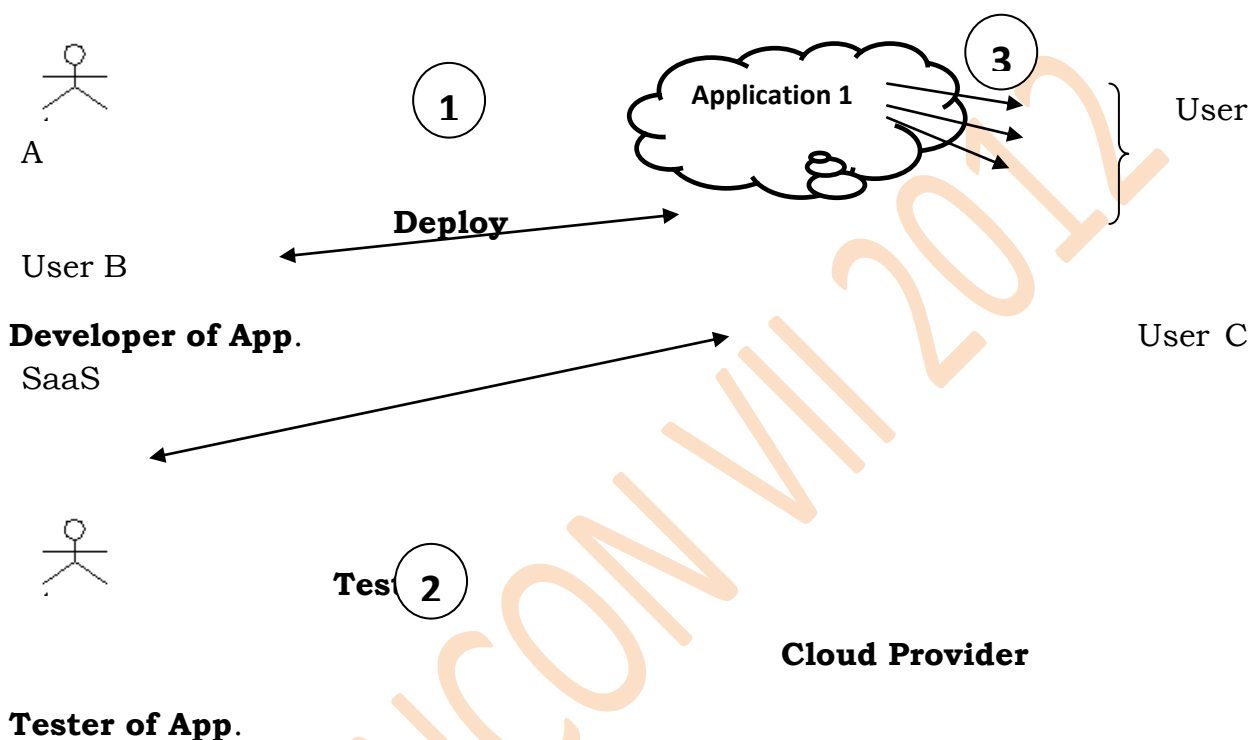 3
Application 1
1
User
A
Deploy
User B
Developer of App.
User C
SaaS
Test
2
Cloud Provider
Tester of App.
CON VII 2012